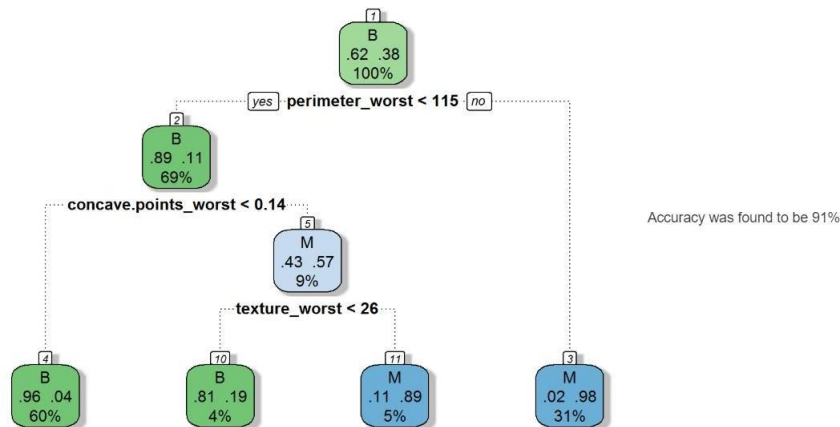 1
B
.62 .38
100%
yes perimeter_worst < 115 no
2
B
.89 .11
69%
concave.points_worst < 0.14
5
M
.43 .57
9%
Accuracy was found to be 91%
texture_worst < 26
4
B
.96 .04
60%
10
B
.81 .19
4%
11
M
.11 .89
5%
3
M
.02 .98
31%